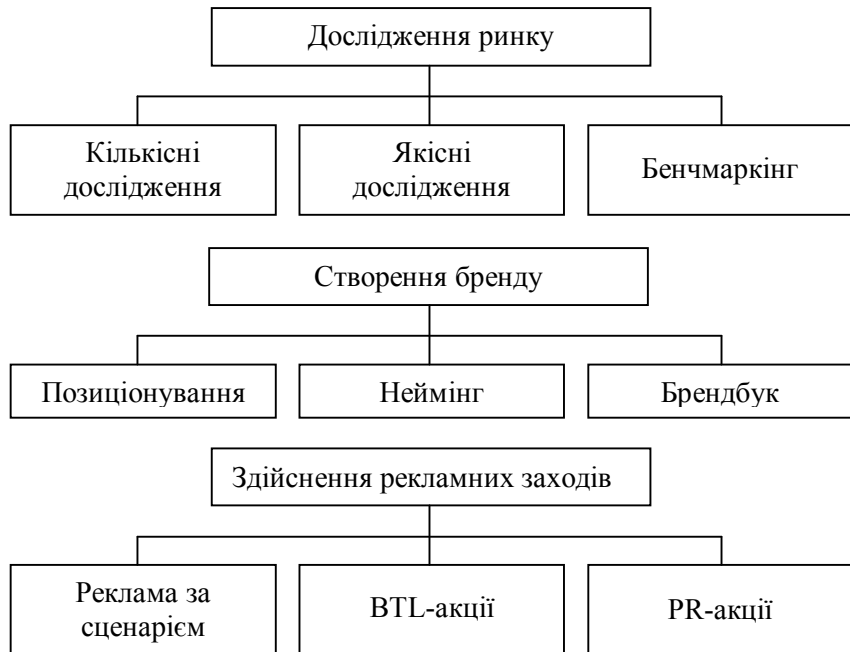 Дослідження ринку
Кількісні
дослідження
Якісні
дослідження
Бенчмаркінг
Створення бренду
Позиціонування
Неймінг
Брендбук
Здійснення рекламних заходів
Реклама за
сценарієм
BTL-акції
PR-акції